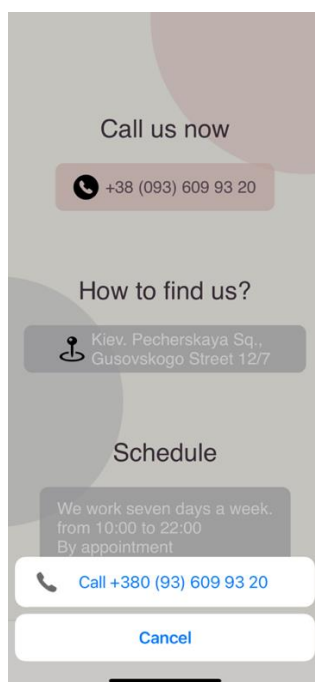 Call us now
+38 (093) 609 93 20
How to find us?
Kiev. Pecherskaya Sq.,
Gusovskogo Street 12/7
Schedule
We work seven days a week.
from 10:00 to 22:00
By appointment
Call +380 (93) 609 93 20
Cancel